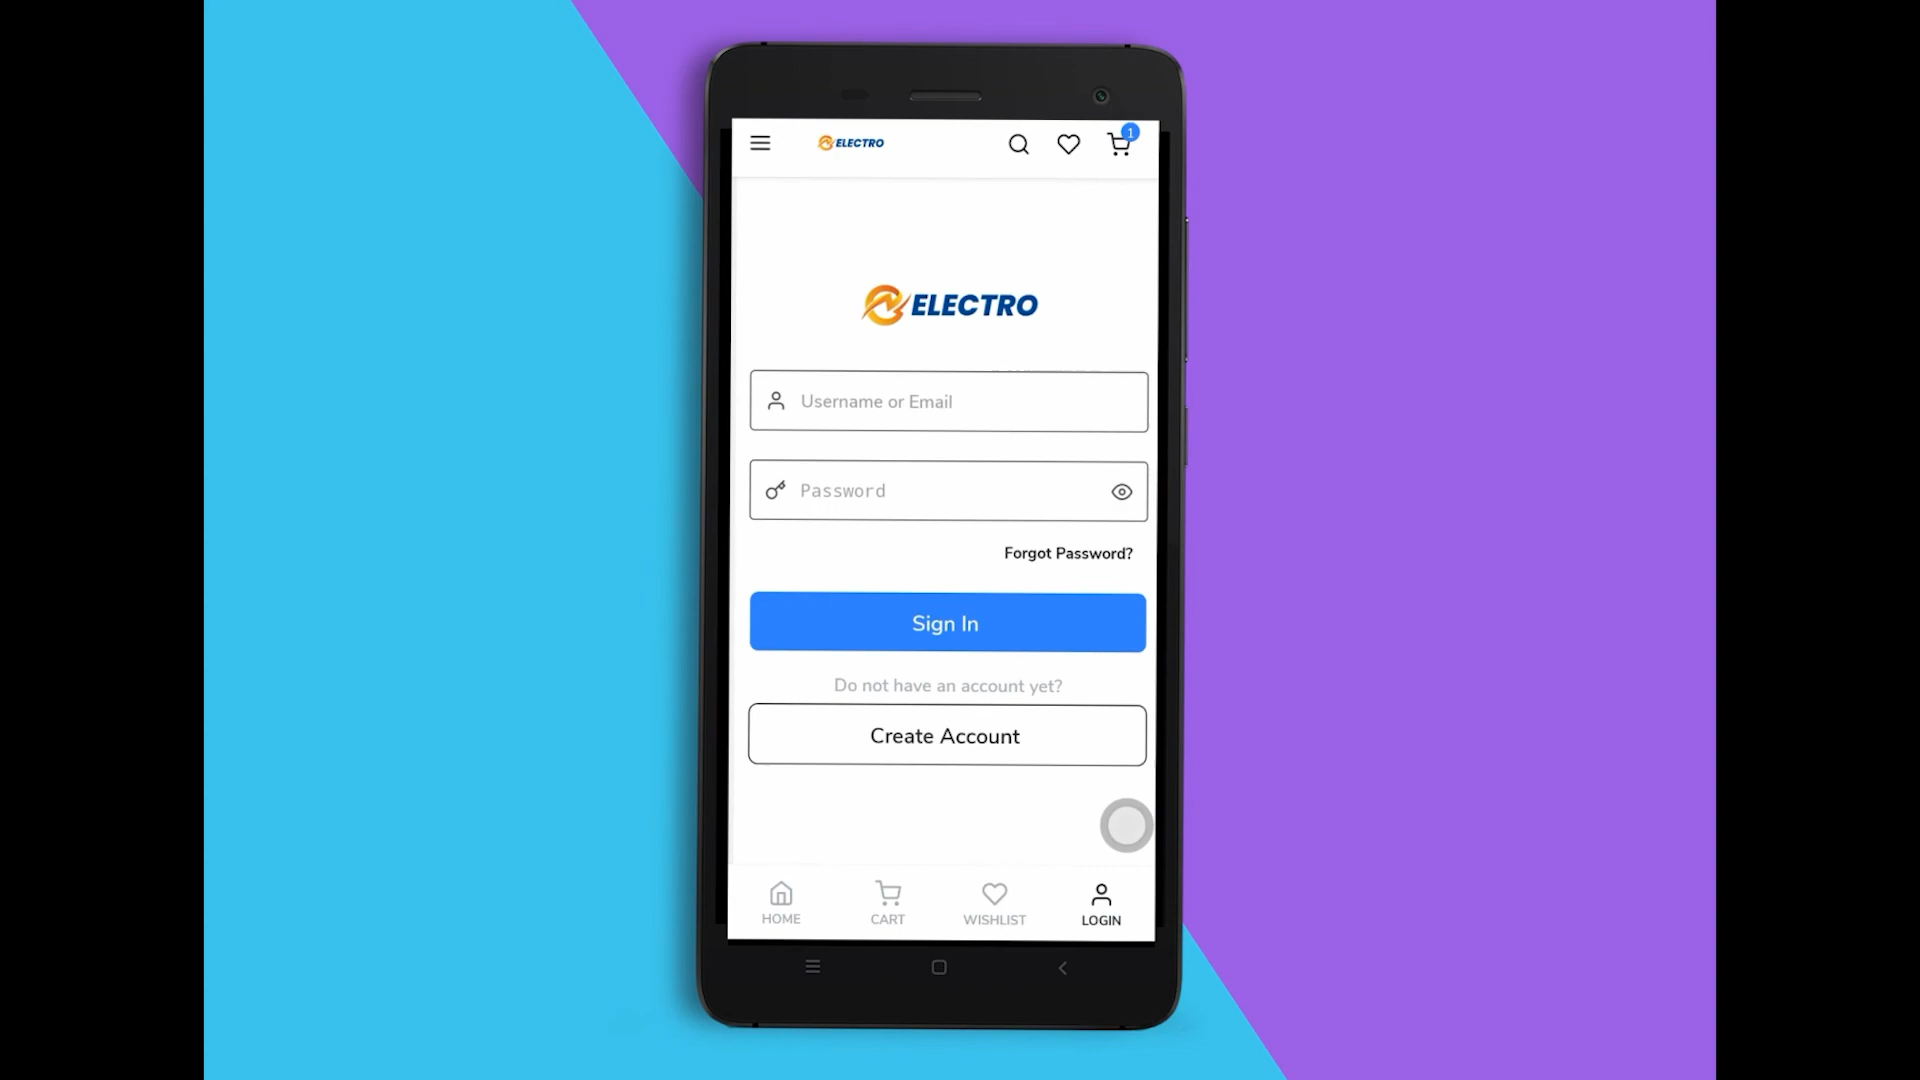 ELECTRO
1
ELECTRO
Username or Email
Password
Forgot Password?
Sign In
Do not have an account yet?
Create Account
HOME CART WISHLIST LOGIN